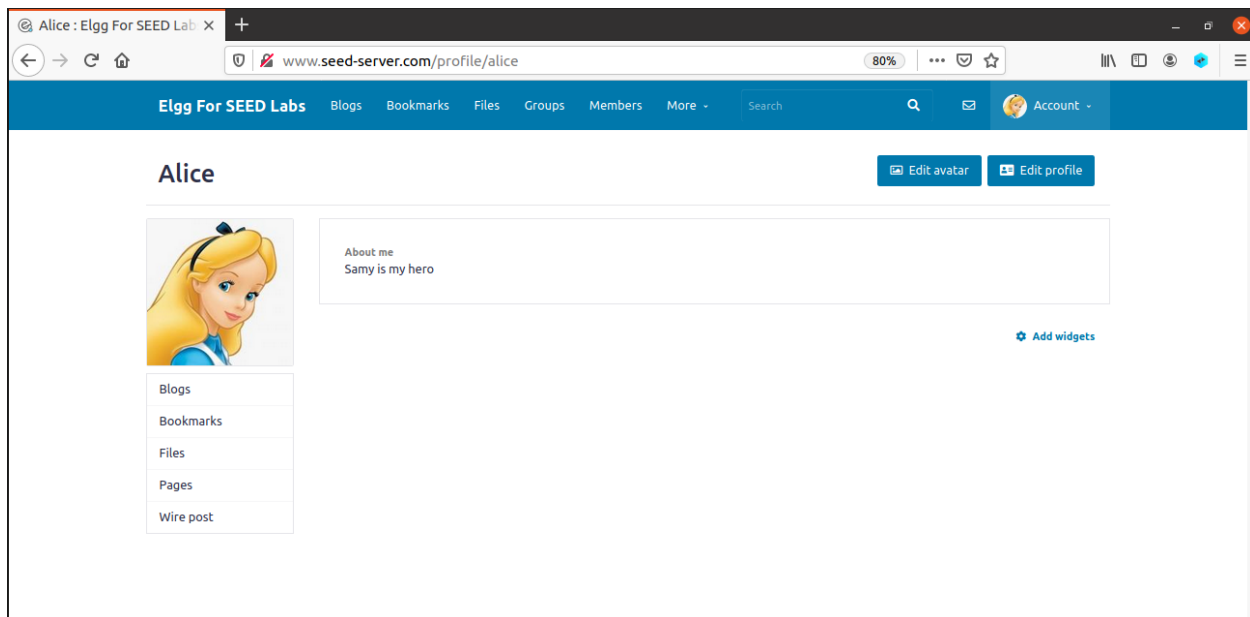 Alice : Elgg For SEED Lab
www.seed-server.com/profile/alice 80%
Elgg For SEED Labs Blogs Bookmarks Files Groups Members More Search Account
Alice Edit avatar Edit profile
About me
Samy is my hero
Add widgets
Blogs
Bookmarks
Files
Pages
Wire post